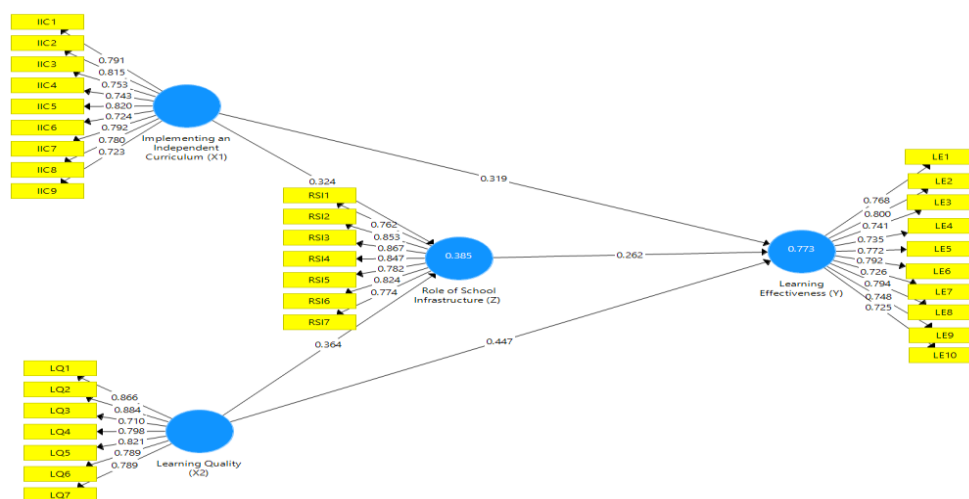 IIC1
IIC2
IIC3
IIC4
IIC5
IIC6
IIC7
IIC8
IIC9
0.791
0.815
0.753
0.743
0.820
0.724
0.792
0.780
0.723
Implementing an
Independent
Curriculum (X1)
0.324
0.319
RSI1
RSI2
RSI3
RSI4
RSI5
RSI6
RSI7
0.762
0.853
0.867
0.847
0.782
0.824
0.774
0.385
Role of School
Infrastructure (Z)
0.262
0.364
0.447
LQ1
LQ2
LQ3
LQ4
LQ5
LQ6
LQ7
0.866
0.884
0.710
0.798
0.821
0.789
0.789
Learning Quality
(X2)
0.773
Learning
Effectiveness (Y)
0.768
0.800
0.741
0.735
0.772
0.792
0.726
0.794
0.748
0.725
LE1
LE2
LE3
LE4
LE5
LE6
LE7
LE8
LE9
LE10